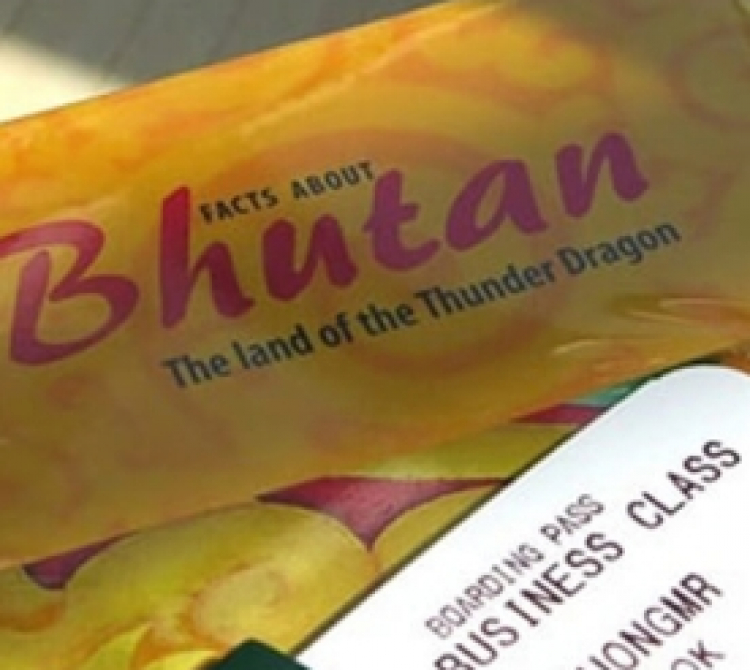 FACTS ABOUT
Bhutan
The land of the Thunder Dragon
BOARDING PASS
BUSINESS CLASS